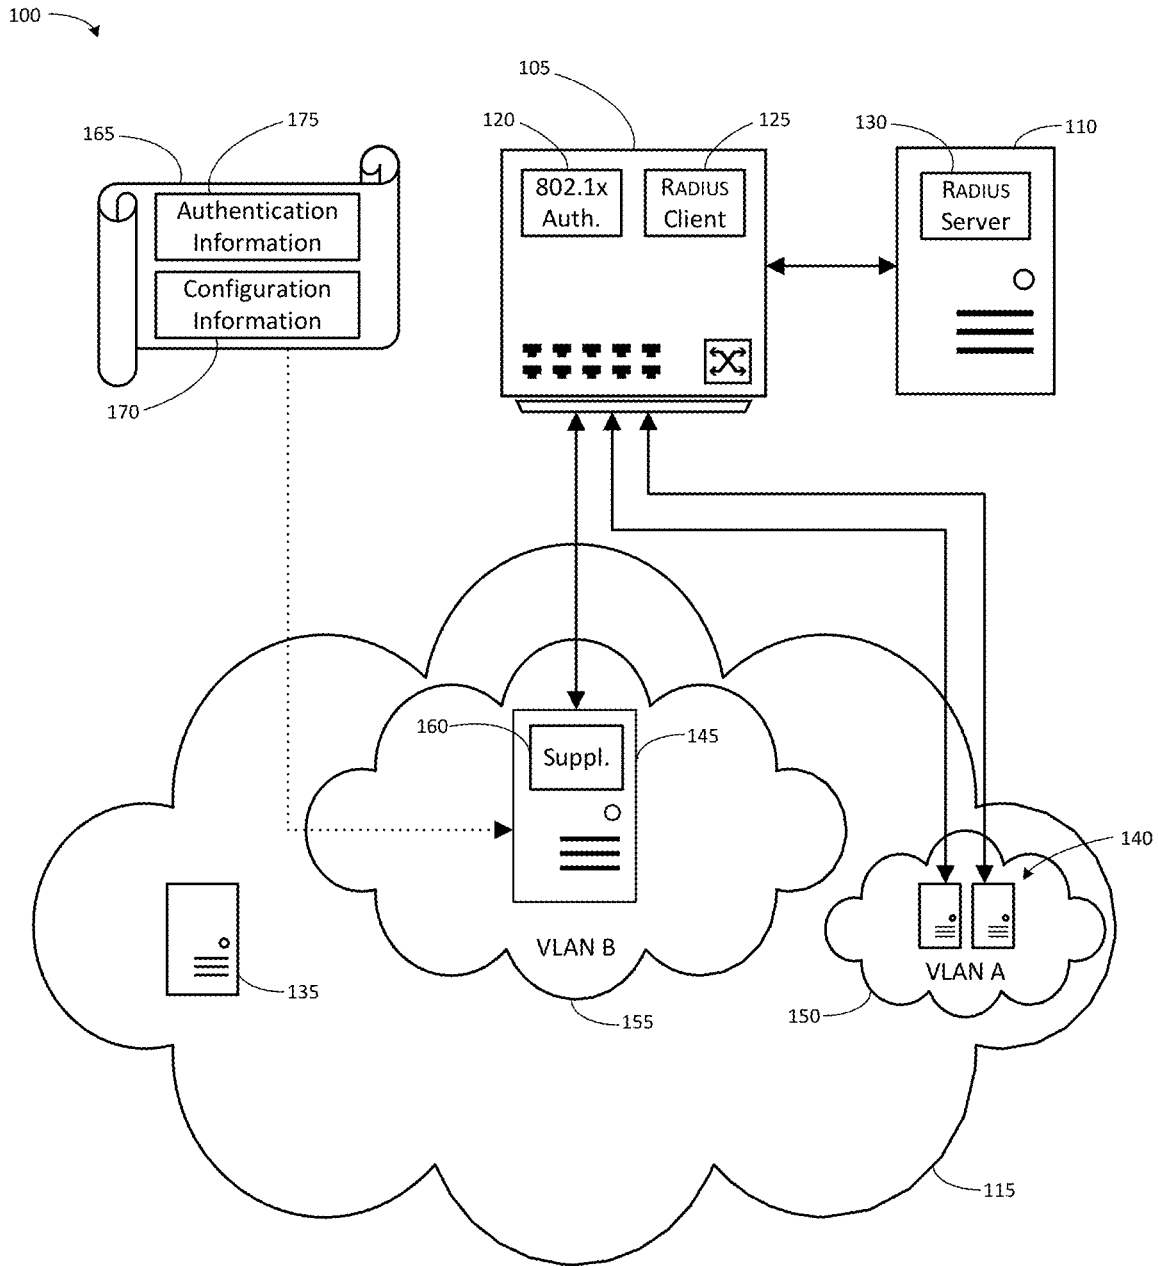 100
105
120
125
130
110
165
175
802.1x
Auth.
RADIUS
Client
RADIUS
Server
Authentication
Information
Configuration
Information
170
160
145
Suppl.
140
VLAN B
VLAN A
135
155
150
115